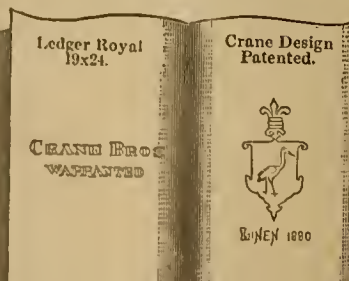 Ledger Royal
19x24.
CRANE BROS
WARRANTED
Crane Design
Patented.
LINEN 1880